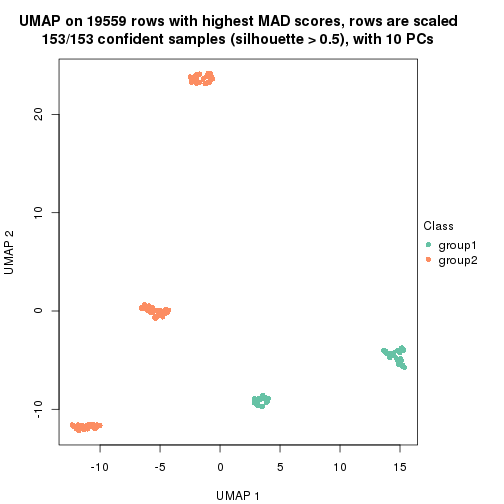 UMAP on 19559 rows with highest MAD scores, rows are scaled
153/153 confident samples (silhouette > 0.5), with 10 PCs
20
10
0
-10
UMAP 2
-10
-5
0
5
10
15
UMAP 1
Class
group1
group2